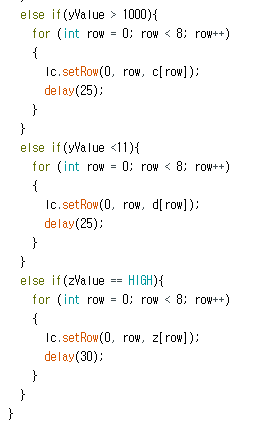 }
else if(yValue > 1000){
for (int row = 0; row < 8; row++)
{
lc.setRow(0, row, c[row]);
delay(25);
}
}
else if(yValue <11){
for (int row = 0; row < 8; row++)
{
lc.setRow(0, row, d[row]);
delay(25);
}
}
else if(zValue == HIGH){
for (int row = 0; row < 8; row++)
{
lc.setRow(0, row, z[row]);
delay(30);
}
}
}